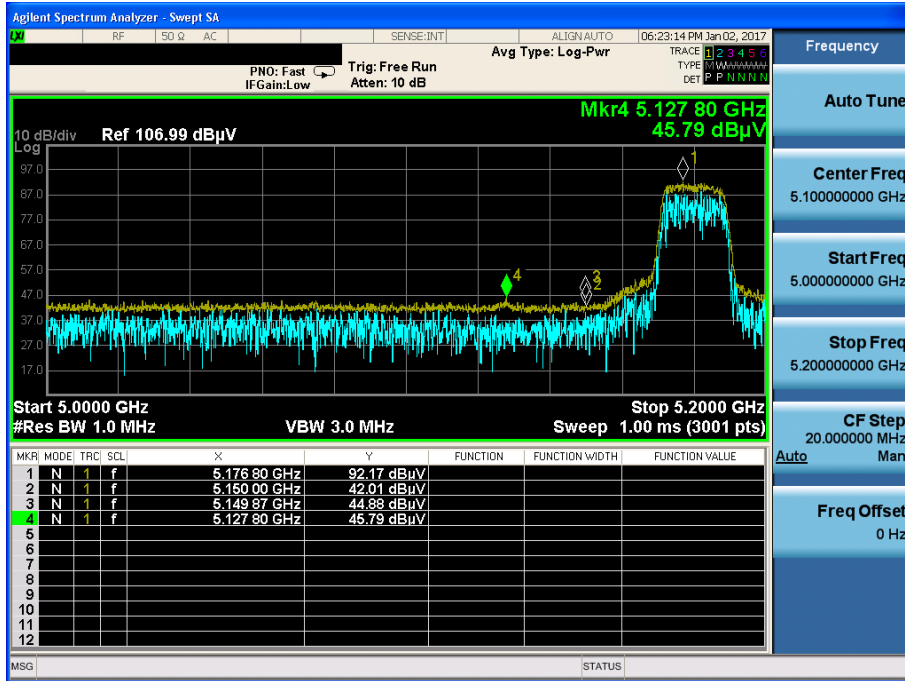 Agilent Spectrum Analyzer - Swept SA
LXI RF 50 Ω AC SENSE:INT ALIGN AUTO 06:23:14 PM Jan 02, 2017
PNO: Fast Trig: Free Run Avg Type: Log-Pwr TRACE 1 2 3 4 5 6
IFGain:Low Atten: 10 dB TYPE M W W W W W
DET P P N N N N
Mkr4 5.127 80 GHz
45.79 dBµV
10 dB/div Ref 106.99 dBµV
Log
97.0
87.0
77.0
67.0
57.0
47.0
37.0
27.0
17.0
1
4
3
2
Start 5.0000 GHz Stop 5.2000 GHz
#Res BW 1.0 MHz VBW 3.0 MHz Sweep 1.00 ms (3001 pts)
MKR MODE TRC SCL X Y FUNCTION FUNCTION WIDTH FUNCTION VALUE
1 N 1 f 5.176 80 GHz 92.17 dBµV
2 N 1 f 5.150 00 GHz 42.01 dBµV
3 N 1 f 5.149 87 GHz 44.88 dBµV
4 N 1 f 5.127 80 GHz 45.79 dBµV
5
6
7
8
9
10
11
12
MSG STATUS
Frequency
Auto Tune
Center Freq
5.100000000 GHz
Start Freq
5.000000000 GHz
Stop Freq
5.200000000 GHz
CF Step
20.000000 MHz
Auto Man
Freq Offset
0 Hz